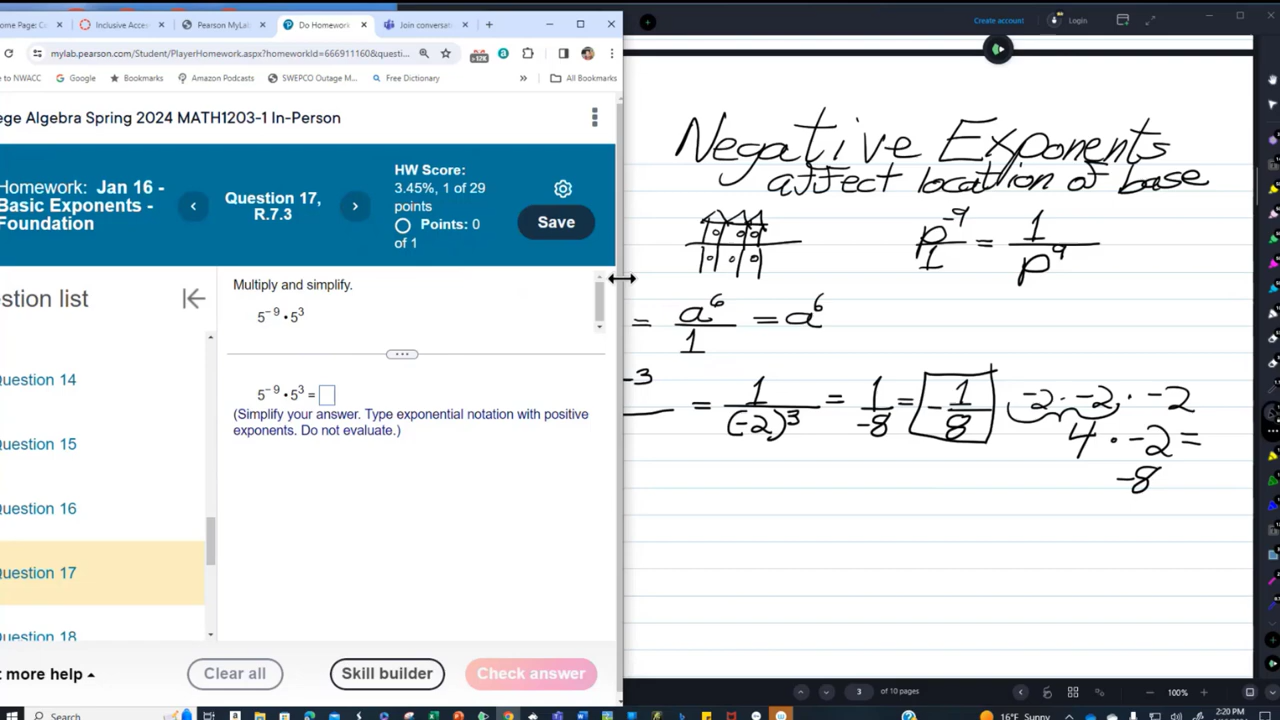 ome Page: C
Inclusive Acces
Pearson MyLab
Do Homework
Join conversati
Create account
Login
mylab.pearson.com/Student/PlayerHomework.aspx?homeworkId=666911160&questi...
>12K
s to NWACC
Google
Bookmarks
Amazon Podcasts
SWEPCO Outage M...
Free Dictionary
»
All Bookmarks
ege Algebra Spring 2024 MATH1203-1 In-Person
Homework: Jan 16 -
Basic Exponents -
Foundation
Question 17,
R.7.3
HW Score:
3.45%, 1 of 29
points
Points: 0
of 1
Save
estion list
uestion 14
uestion 15
uestion 16
uestion 17
uestion 18
Multiply and simplify.
5⁻⁹ • 5³
5⁻⁹ • 5³ =
(Simplify your answer. Type exponential notation with positive
exponents. Do not evaluate.)
t more help
Clear all
Skill builder
Check answer
Negative Exponents
affect location of base
p⁻⁹/1 = 1/p⁹
= a⁶/1 = a⁶
-3
= 1/(-2)³ = 1/-8 = -1/8
-2 · -2 · -2
4 · -2 =
-8
3
of 10 pages
100%
Search
16°F Sunny
2:20 PM